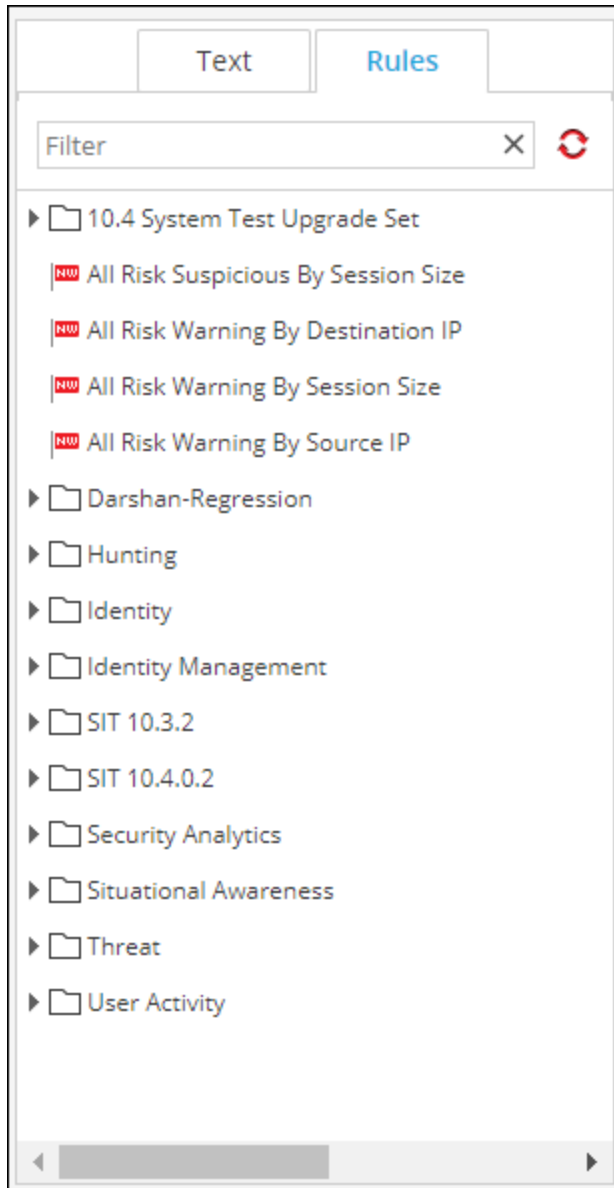 Text Rules
Filter
10.4 System Test Upgrade Set
NW All Risk Suspicious By Session Size
NW All Risk Warning By Destination IP
NW All Risk Warning By Session Size
NW All Risk Warning By Source IP
Darshan-Regression
Hunting
Identity
Identity Management
SIT 10.3.2
SIT 10.4.0.2
Security Analytics
Situational Awareness
Threat
User Activity